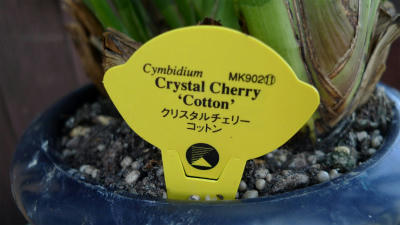 Cymbidium MK902⑪
Crystal Cherry
'Cotton'
クリスタルチェリー
コットン